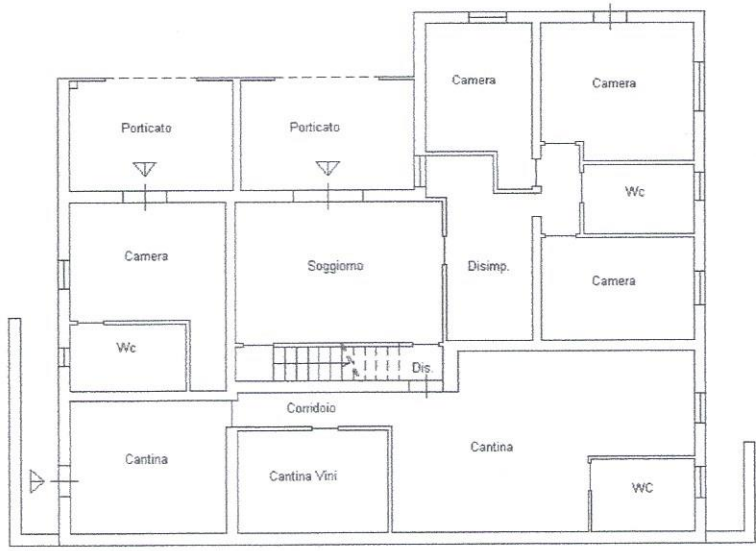 Camera
Camera
Porticato
Porticato
Wc
Camera
Soggiorno
Disimp.
Camera
Wc
Dis.
Corridoio
Cantina
Cantina
Cantina Vini
WC